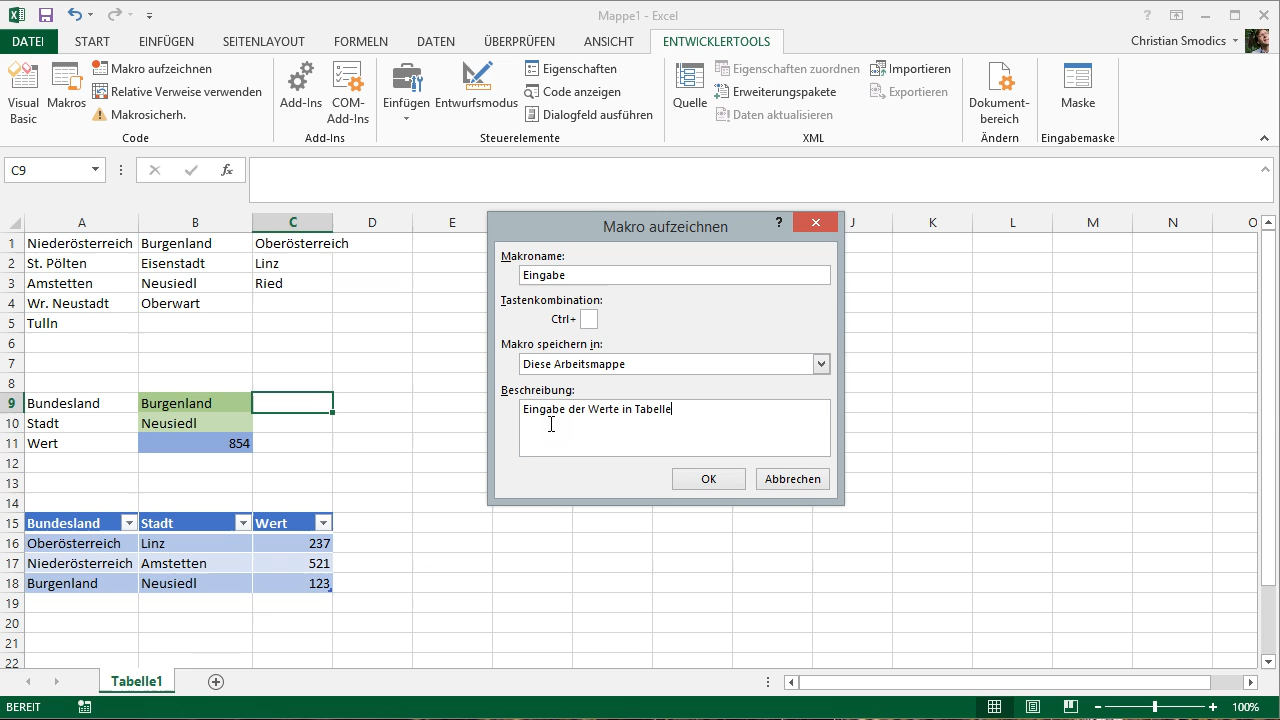 Mappe1 - Excel
DATEI START EINFÜGEN SEITENLAYOUT FORMELN DATEN ÜBERPRÜFEN ANSICHT ENTWICKLERTOOLS Christian Smodics
Visual Basic
Makros
Makro aufzeichnen
Relative Verweise verwenden
Makrosicherh.
Code
Add-Ins
COM-Add-Ins
Add-Ins
Einfügen
Entwurfsmodus
Eigenschaften
Code anzeigen
Dialogfeld ausführen
Steuerelemente
Quelle
Eigenschaften zuordnen
Erweiterungspakete
Daten aktualisieren
Importieren
Exportieren
XML
Dokument-
bereich
Ändern
Maske
Eingabemaske
C9 fx
A B C D E J K L M N O
1 Niederösterreich Burgenland Oberösterreich
2 St. Pölten Eisenstadt Linz
3 Amstetten Neusiedl Ried
4 Wr. Neustadt Oberwart
5 Tulln
6
7
8
9 Bundesland Burgenland
10 Stadt Neusiedl
11 Wert 854
12
13
14
15 Bundesland Stadt Wert
16 Oberösterreich Linz 237
17 Niederösterreich Amstetten 521
18 Burgenland Neusiedl 123
19
20
21
22
Makro aufzeichnen ?
Makroname:
Eingabe
Tastenkombination:
Ctrl+
Makro speichern in:
Diese Arbeitsmappe
Beschreibung:
Eingabe der Werte in Tabelle
OK Abbrechen
Tabelle1
BEREIT 100%